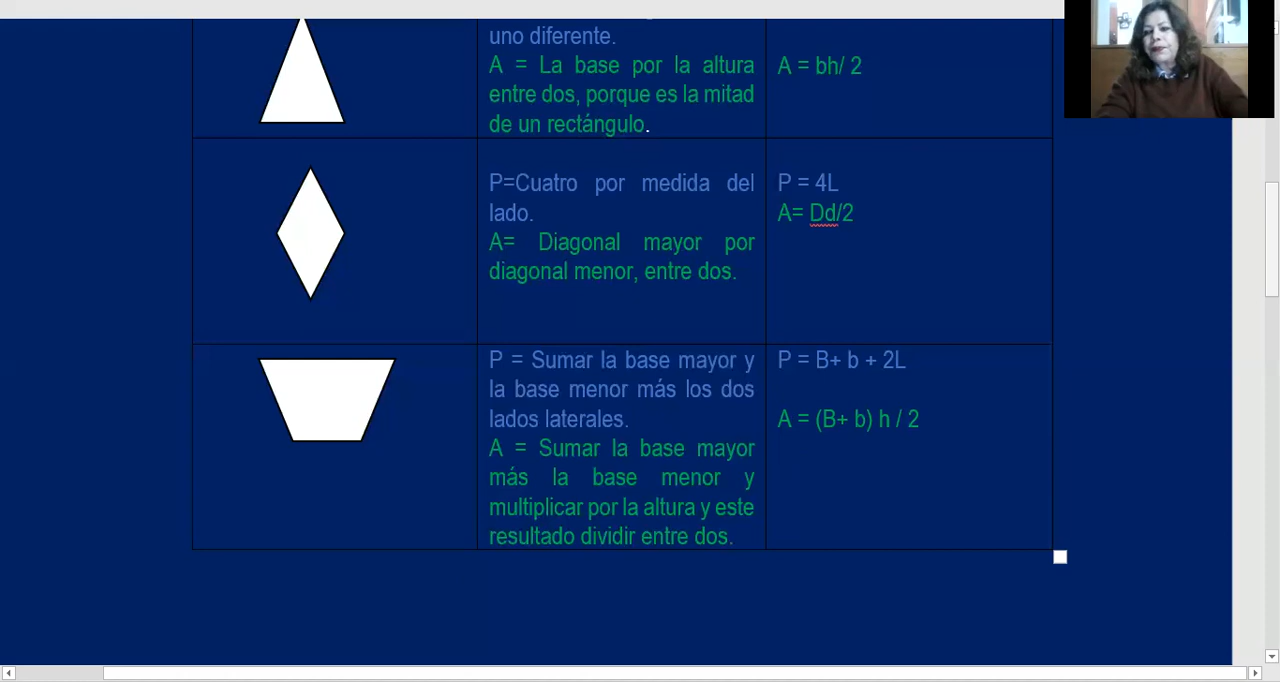 uno diferente.
A = La base por la altura
entre dos, porque es la mitad
de un rectángulo.
A = bh/ 2
P=Cuatro por medida del
lado.
A= Diagonal mayor por
diagonal menor, entre dos.
P = 4L
A= Dd/2
P = Sumar la base mayor y
la base menor más los dos
lados laterales.
A = Sumar la base mayor
más la base menor y
multiplicar por la altura y este
resultado dividir entre dos.
P = B+ b + 2L
A = (B+ b) h / 2